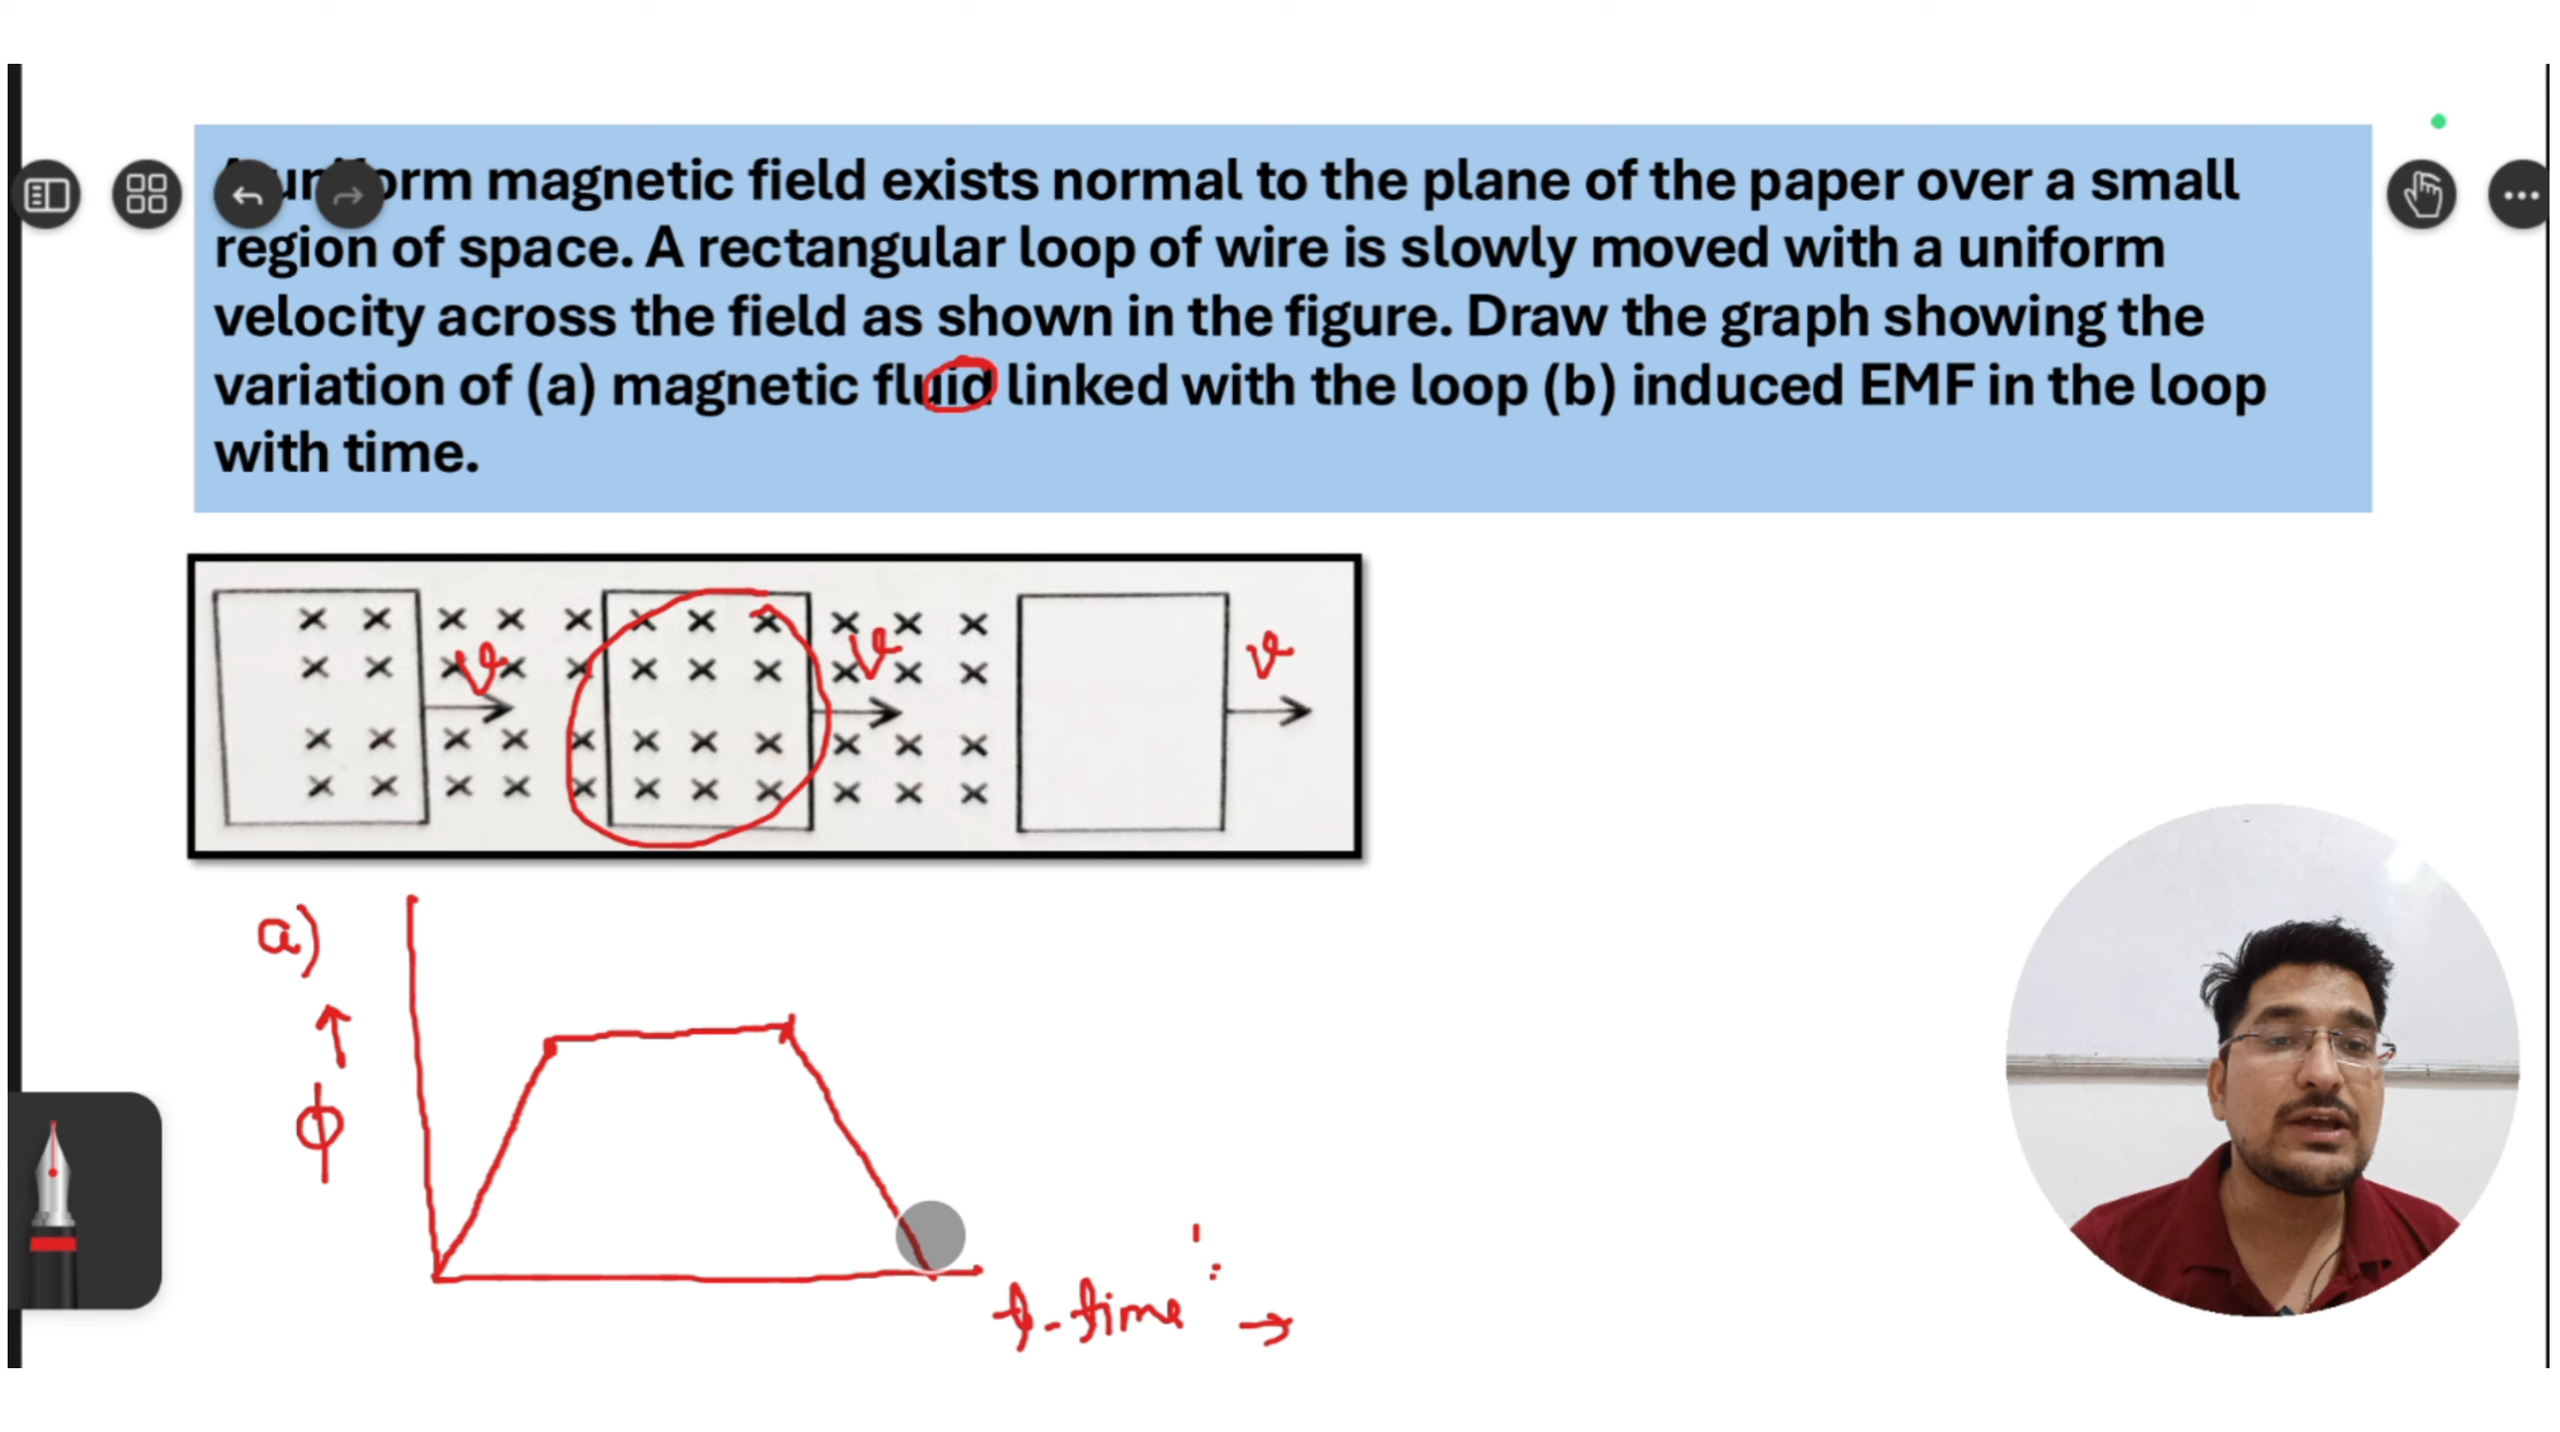 uniform magnetic field exists normal to the plane of the paper over a small
region of space. A rectangular loop of wire is slowly moved with a uniform
velocity across the field as shown in the figure. Draw the graph showing the
variation of (a) magnetic fluid linked with the loop (b) induced EMF in the loop
with time.
v v v
a)
ϕ
t - time